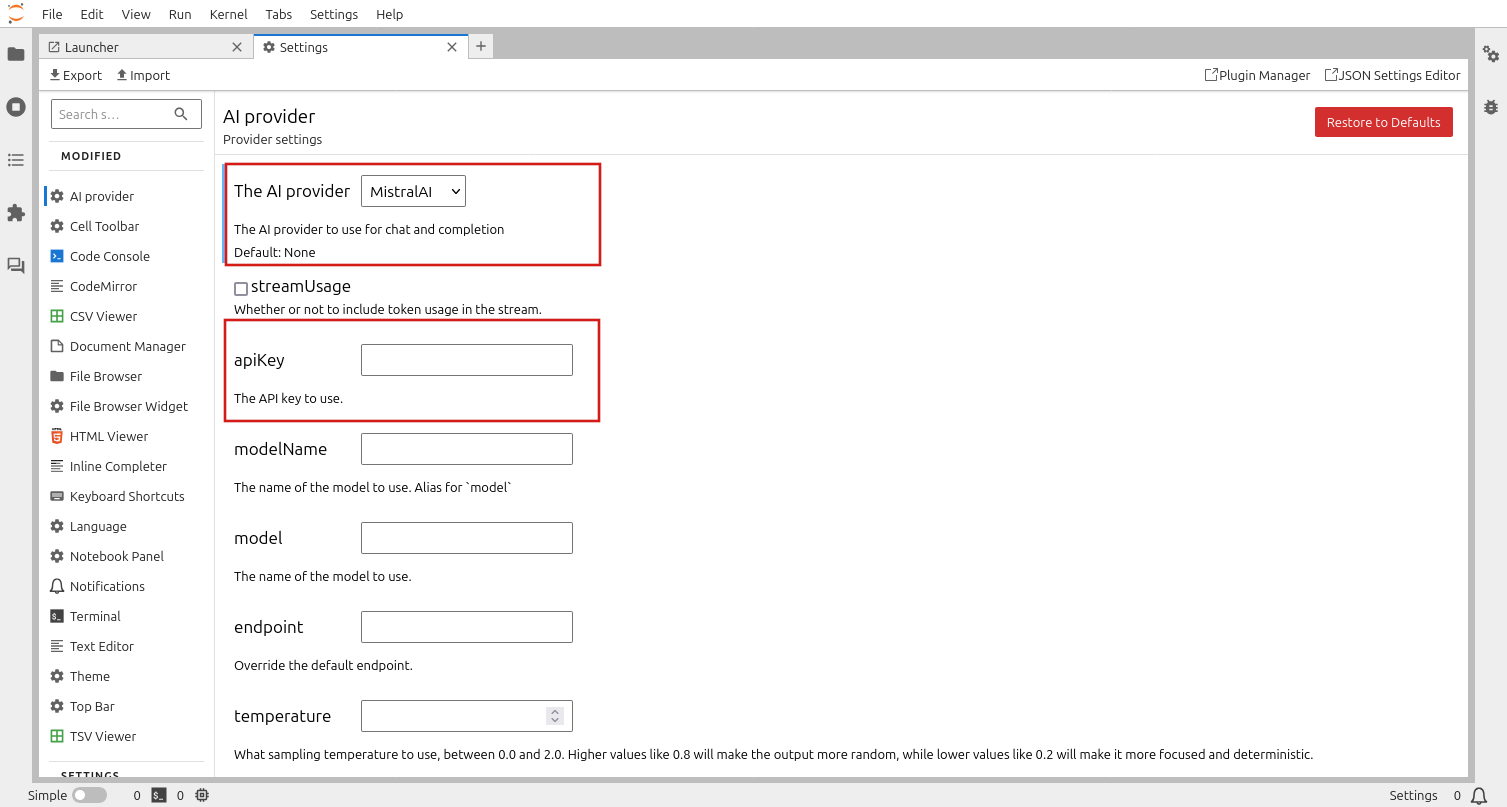 File Edit View Run Kernel Tabs Settings Help
Launcher
Settings
Export Import
Plugin Manager JSON Settings Editor
Search s...
MODIFIED
AI provider
Cell Toolbar
Code Console
CodeMirror
CSV Viewer
Document Manager
File Browser
File Browser Widget
HTML Viewer
Inline Completer
Keyboard Shortcuts
Language
Notebook Panel
Notifications
Terminal
Text Editor
Theme
Top Bar
TSV Viewer
SETTINGS
AI provider
Provider settings
Restore to Defaults
The AI provider MistralAI
The AI provider to use for chat and completion
Default: None
streamUsage
Whether or not to include token usage in the stream.
apiKey
The API key to use.
modelName
The name of the model to use. Alias for `model`
model
The name of the model to use.
endpoint
Override the default endpoint.
temperature
What sampling temperature to use, between 0.0 and 2.0. Higher values like 0.8 will make the output more random, while lower values like 0.2 will make it more focused and deterministic.
Simple 0 $_ 0
Settings 0